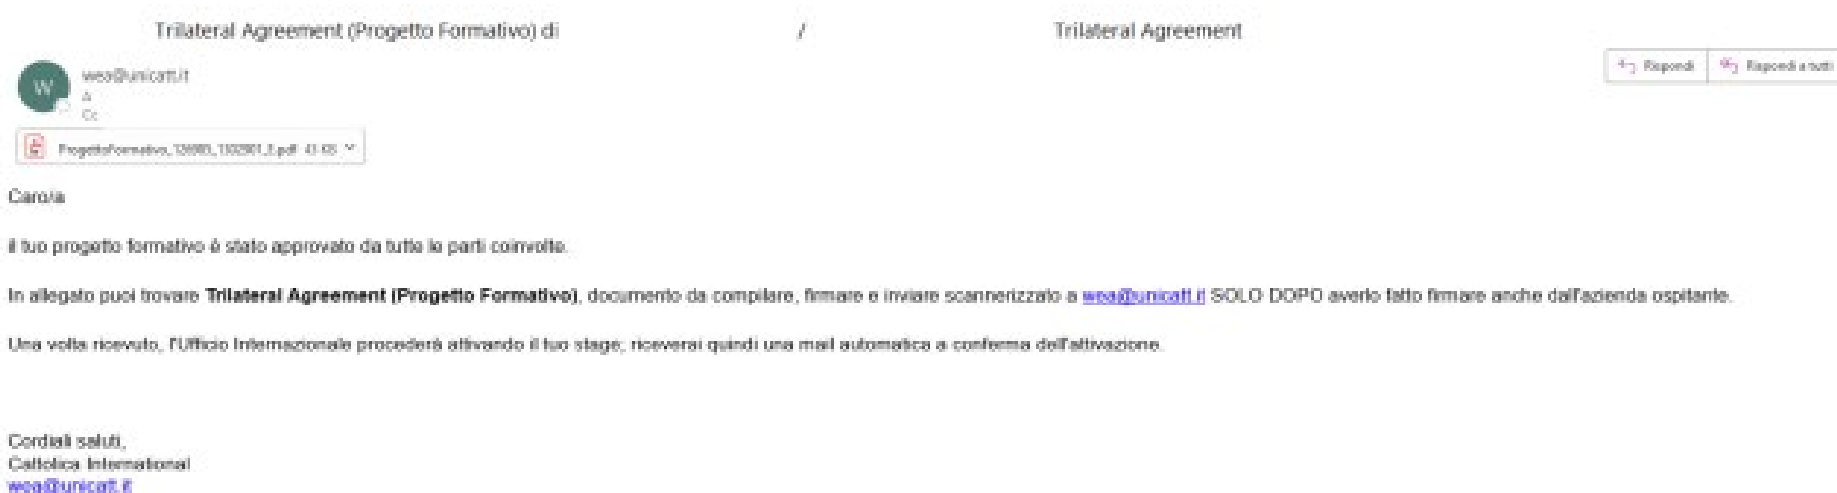 Trilateral Agreement (Progetto Formativo) di / Trilateral Agreement
W wea@unicatt.it
A
Cc
Rispondi Rispondi a tutti
43 KB
Caro/a
il tuo progetto formativo è stato approvato da tutte le parti coinvolte.
In allegato puoi trovare Trilateral Agreement (Progetto Formativo), documento da compilare, firmare e inviare scannerizzato a wea@unicatt.it SOLO DOPO averlo fatto firmare anche dall'azienda ospitante.
Una volta ricevuto, l'Ufficio Internazionale procederà attivando il tuo stage; riceverai quindi una mail automatica a conferma dell'attivazione.
Cordiali saluti,
Cattolica International
wea@unicatt.it